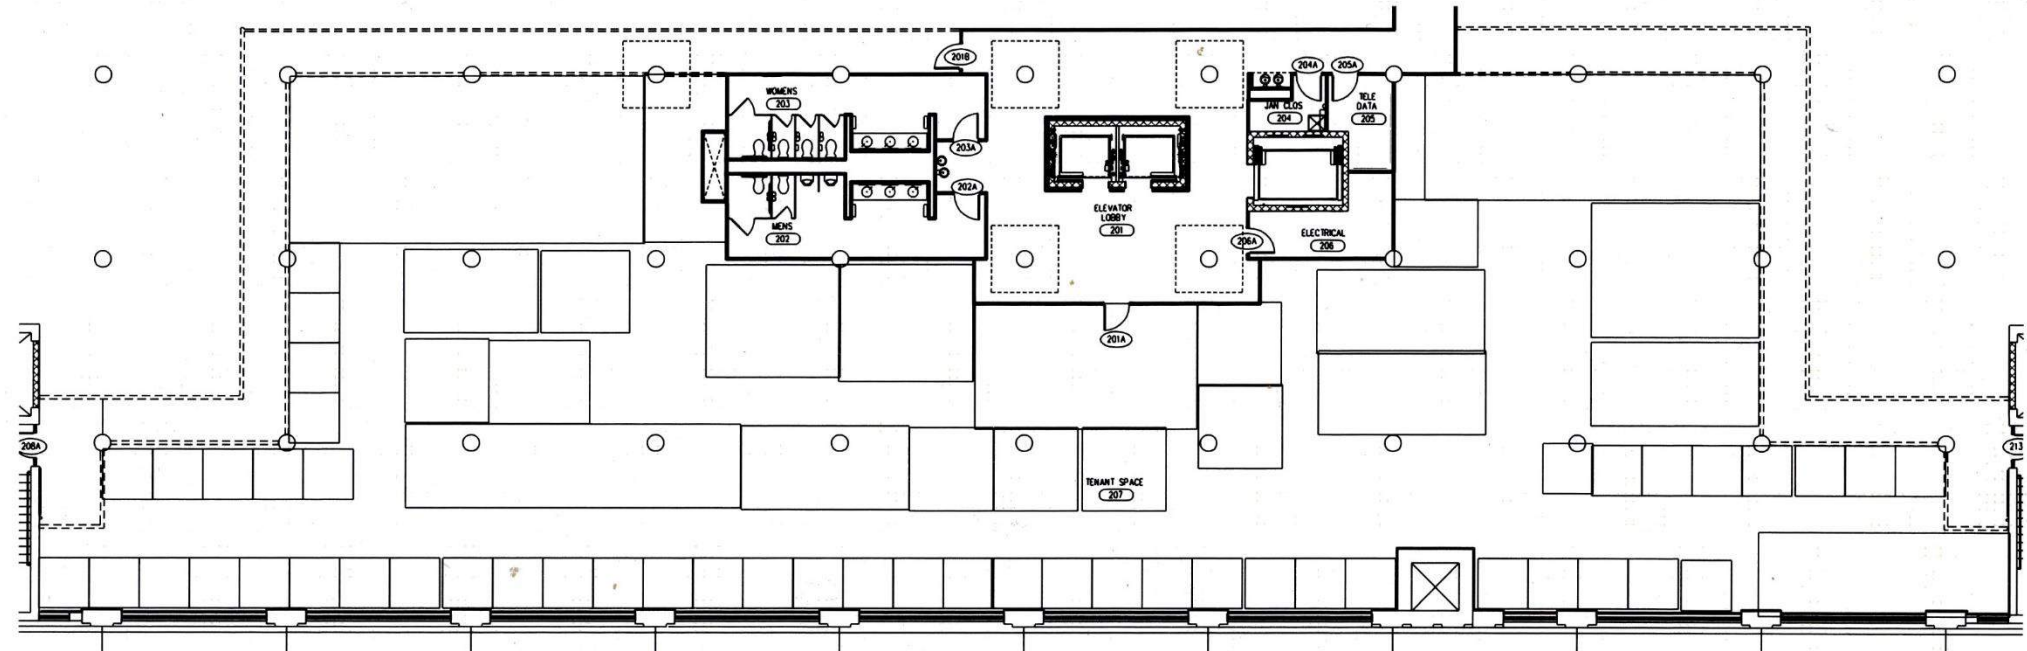 201B
204A
205A
WOMENS
203
JAN CLOS
204
TELE
DATA
205
203A
202A
MENS
202
ELEVATOR
LOBBY
201
206A
ELECTRICAL
206
201A
208A
213
TENANT SPACE
207